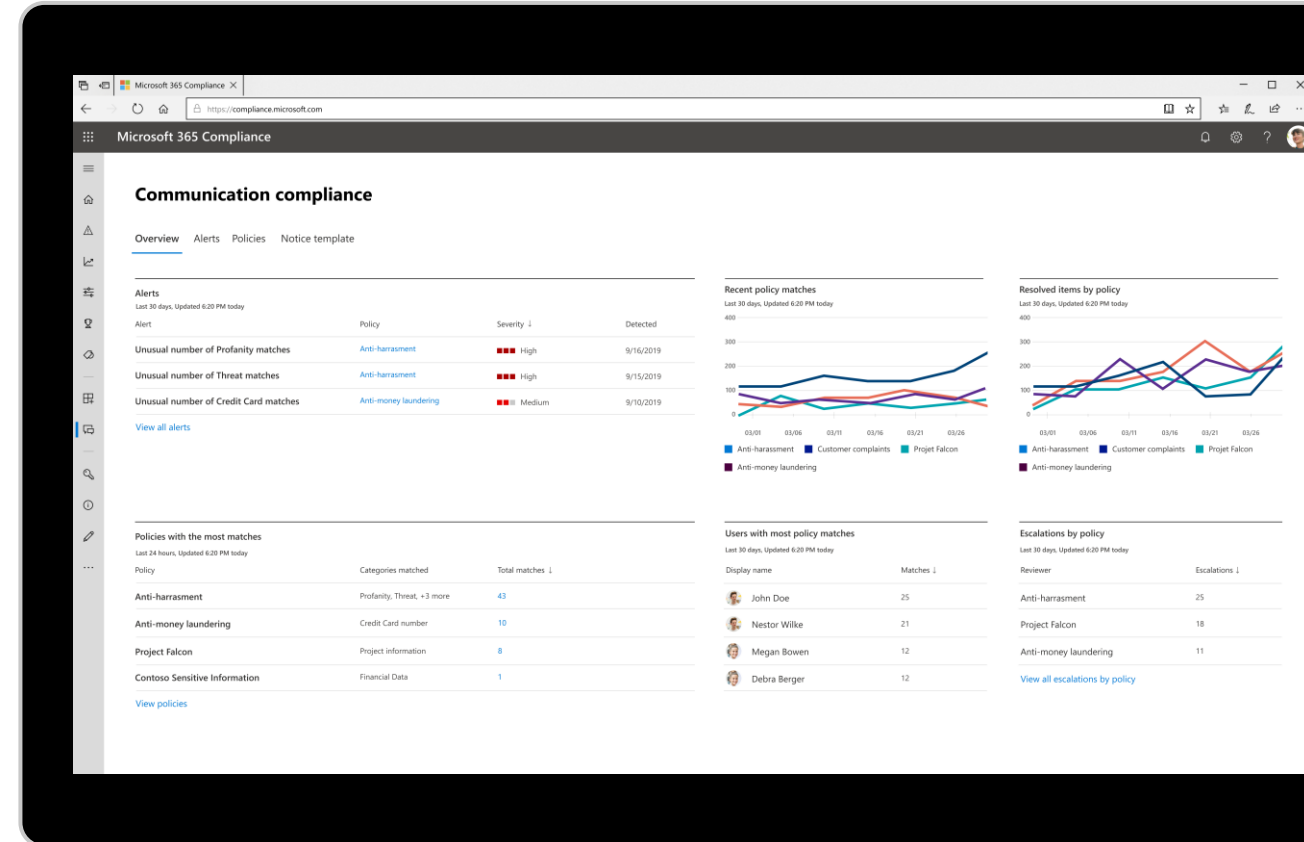 Microsoft 365 Compliance
https://compliance.microsoft.com
Microsoft 365 Compliance
Communication compliance
Overview Alerts Policies Notice template
Alerts
Last 30 days, Updated 6:20 PM today
Alert Policy Severity ↓ Detected
Unusual number of Profanity matches Anti-harrasment High 9/16/2019
Unusual number of Threat matches Anti-harrasment High 9/15/2019
Unusual number of Credit Card matches Anti-money laundering Medium 9/10/2019
View all alerts
Recent policy matches
Last 30 days, Updated 6:20 PM today
400
300
200
100
0
03/01 03/06 03/11 03/16 03/21 03/26
Anti-harassment Customer complaints Projet Falcon
Anti-money laundering
Resolved items by policy
Last 30 days, Updated 6:20 PM today
400
300
200
100
0
03/01 03/06 03/11 03/16 03/21 03/26
Anti-harassment Customer complaints Projet Falcon
Anti-money laundering
Policies with the most matches
Last 24 hours, Updated 6:20 PM today
Policy Categories matched Total matches ↓
Anti-harrasment Profanity, Threat, +3 more 43
Anti-money laundering Credit Card number 10
Project Falcon Project information 8
Contoso Sensitive Information Financial Data 1
View policies
Users with most policy matches
Last 30 days, Updated 6:20 PM today
Display name Matches ↓
John Doe 25
Nestor Wilke 21
Megan Bowen 12
Debra Berger 12
Escalations by policy
Last 30 days, Updated 6:20 PM today
Reviewer Escalations ↓
Anti-harrasment 25
Project Falcon 18
Anti-money laundering 11
View all escalations by policy